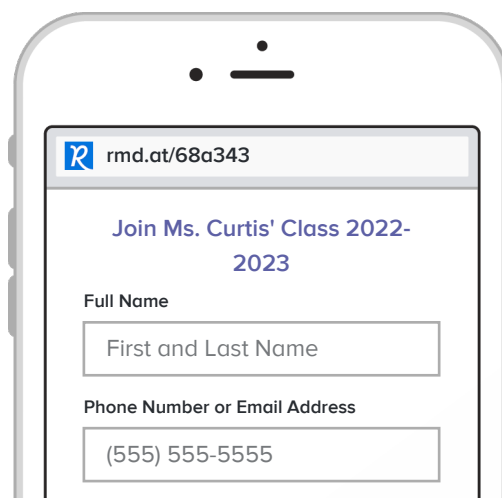 rmd.at/68a343
Join Ms. Curtis' Class 2022-
2023
Full Name
First and Last Name
Phone Number or Email Address
(555) 555-5555